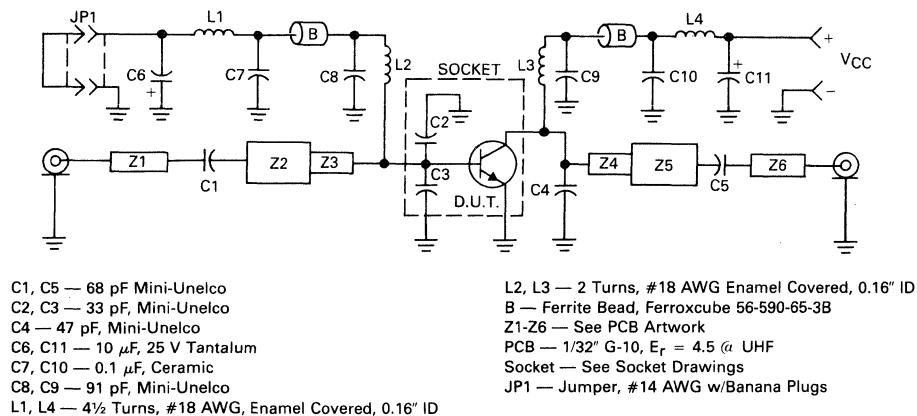 JP1
L1
B
C6
+
C7
C8
L2
L3
C9
B
C10
L4
C11
+
+
VCC
−
SOCKET
C2
C3
D.U.T.
Z1
C1
Z2
Z3
C4
Z4
Z5
C5
Z6
C1, C5 — 68 pF Mini-Unelco
C2, C3 — 33 pF, Mini-Unelco
C4 — 47 pF, Mini-Unelco
C6, C11 — 10 μF, 25 V Tantalum
C7, C10 — 0.1 μF, Ceramic
C8, C9 — 91 pF, Mini-Unelco
L1, L4 — 4½ Turns, #18 AWG, Enamel Covered, 0.16″ ID
L2, L3 — 2 Turns, #18 AWG Enamel Covered, 0.16″ ID
B — Ferrite Bead, Ferroxcube 56-590-65-3B
Z1-Z6 — See PCB Artwork
PCB — 1/32″ G-10, Er = 4.5 @ UHF
Socket — See Socket Drawings
JP1 — Jumper, #14 AWG w/Banana Plugs